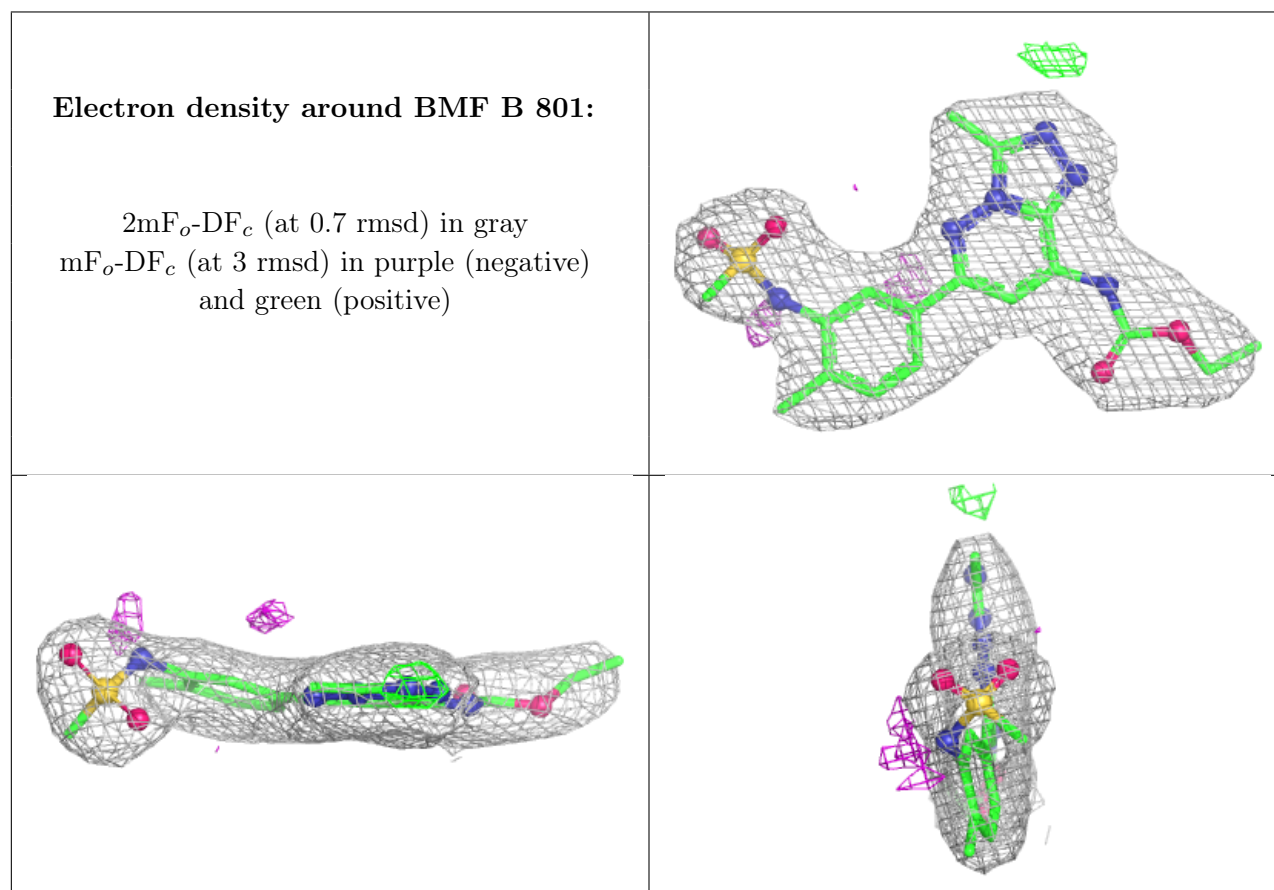 Electron density around BMF B 801:
2mFo-DFc (at 0.7 rmsd) in gray
mFo-DFc (at 3 rmsd) in purple (negative)
and green (positive)